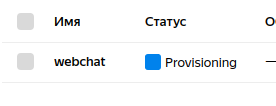 Имя Статус О
webchat Provisioning —